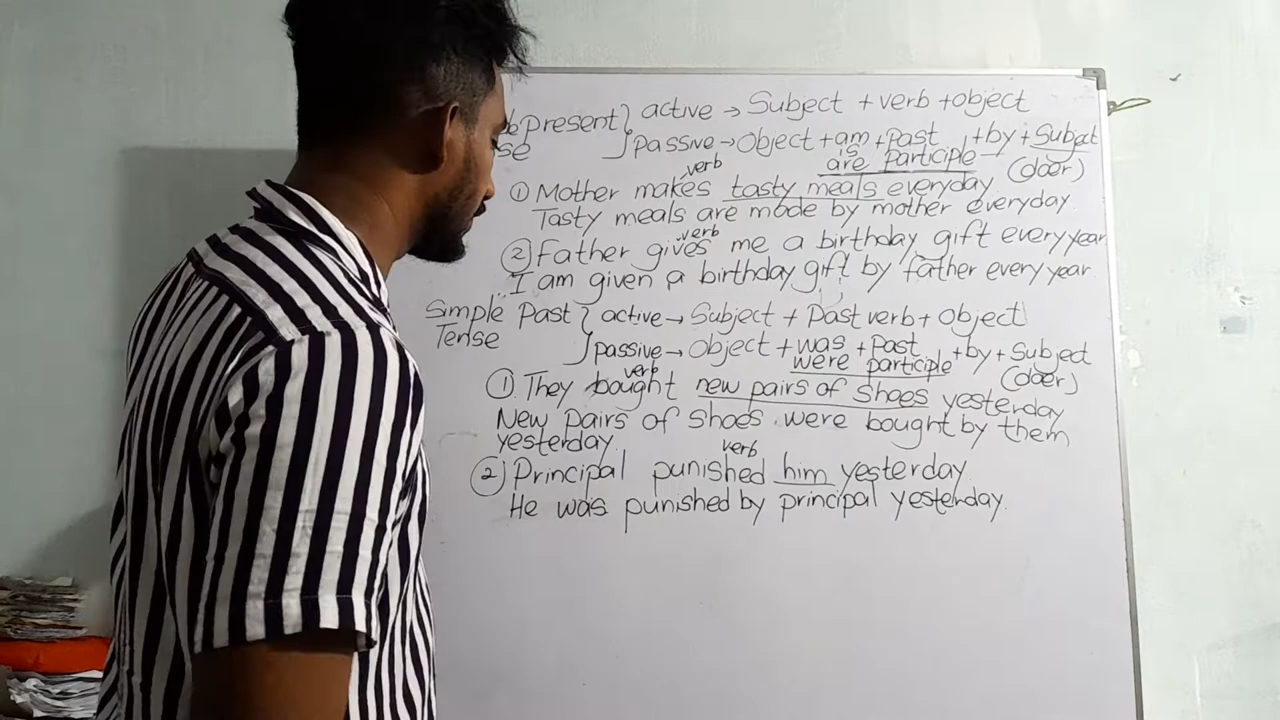 Present } active → Subject + verb + object
se } passive → Object + am + Past + by + Subject
is
are participle (doer)
verb
① Mother makes tasty meals everyday.
Tasty meals are made by mother everyday.
verb
② Father gives me a birthday gift every year
I am given a birthday gift by father every year.
Simple Past } active → Subject + Past verb + Object
Tense } passive → Object + was + Past + by + Subject
were participle (doer)
verb
① They bought new pairs of shoes yesterday
New pairs of shoes were bought by them
yesterday.
verb
② Principal punished him yesterday.
He was punished by principal yesterday.